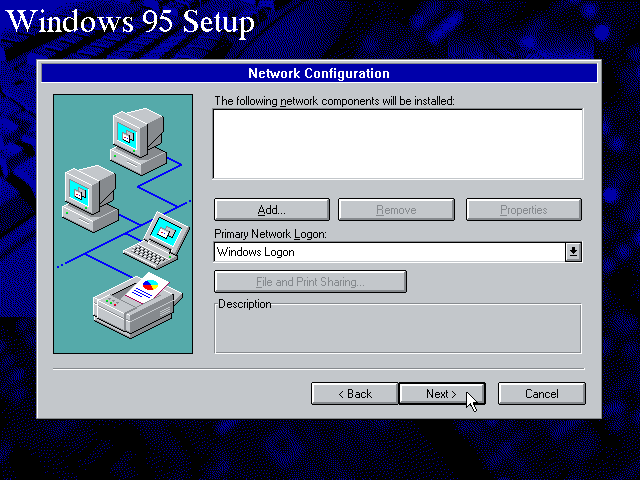 Windows 95 Setup
Network Configuration
The following network components will be installed:
Add...
Remove
Properties
Primary Network Logon:
Windows Logon
File and Print Sharing...
Description
< Back
Next >
Cancel